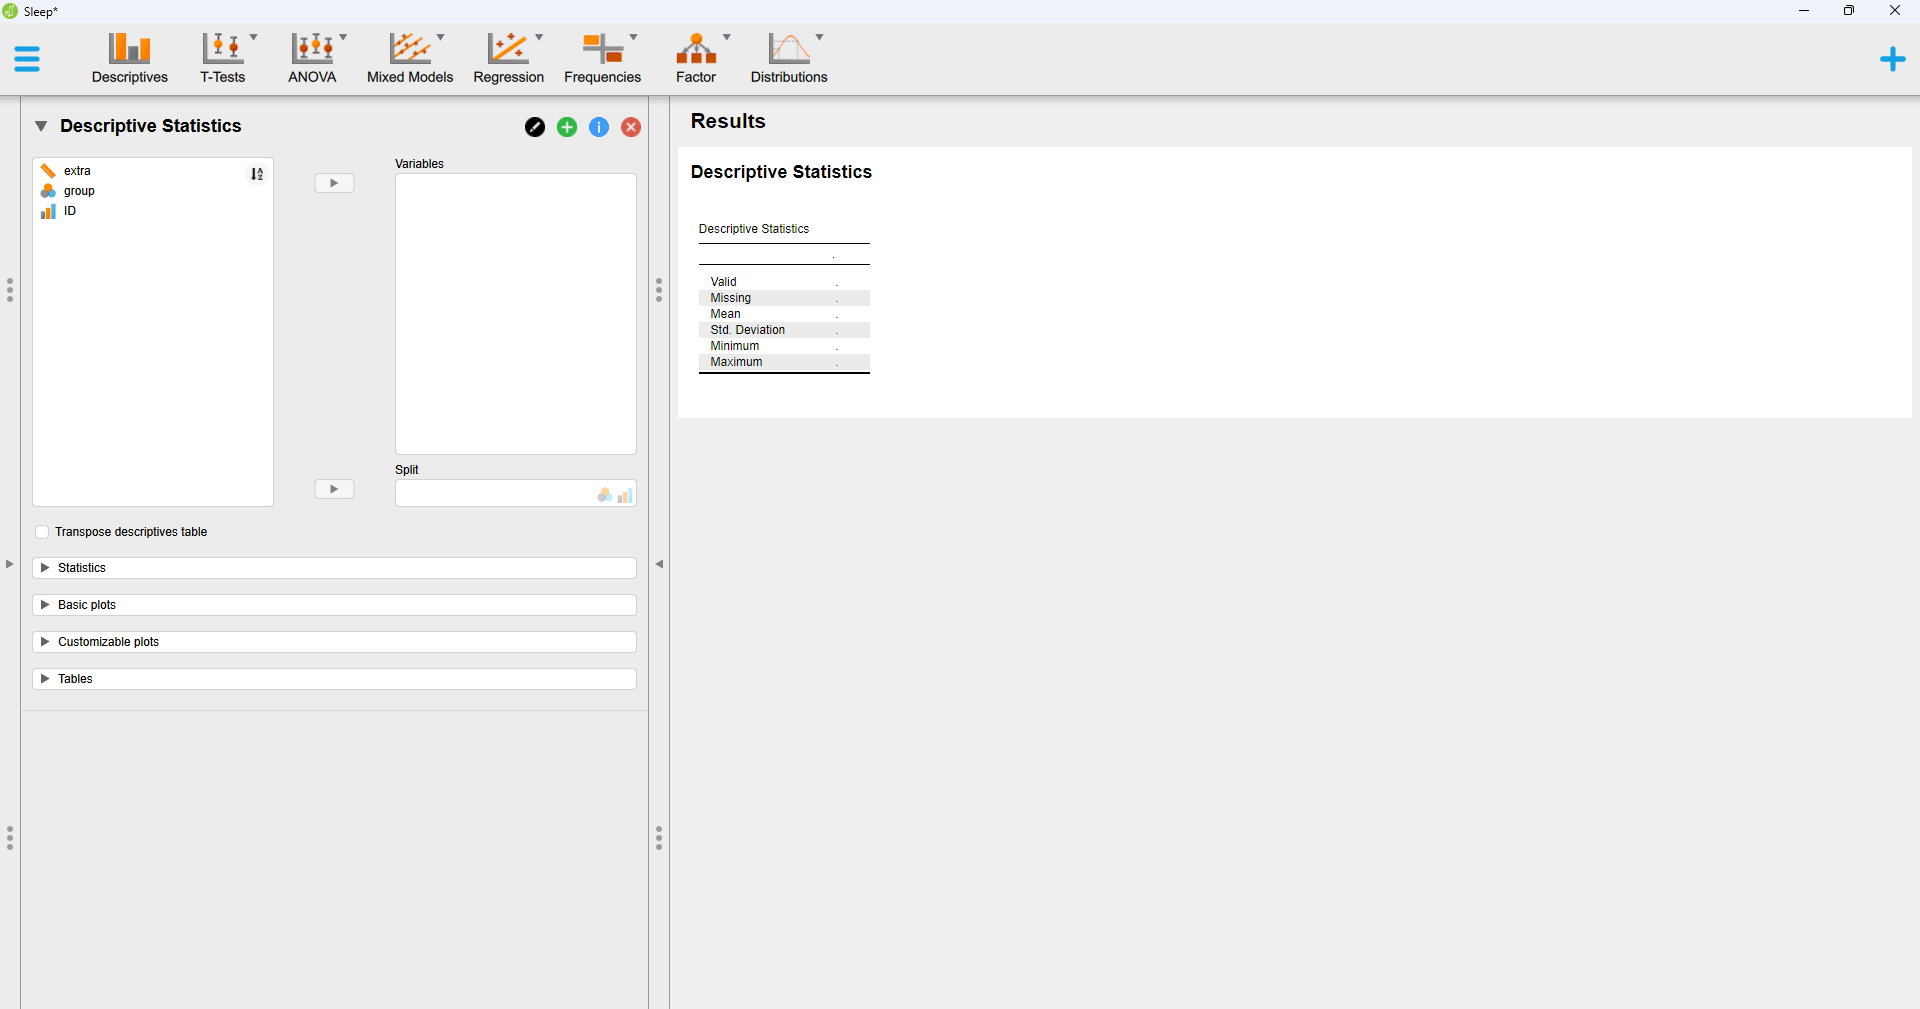 Sleep*
Descriptives
T-Tests
ANOVA
Mixed Models
Regression
Frequencies
Factor
Distributions
Descriptive Statistics
extra
group
ID
Variables
Split
Transpose descriptives table
Statistics
Basic plots
Customizable plots
Tables
Results
Descriptive Statistics
Descriptive Statistics
.
Valid .
Missing .
Mean .
Std. Deviation .
Minimum .
Maximum .